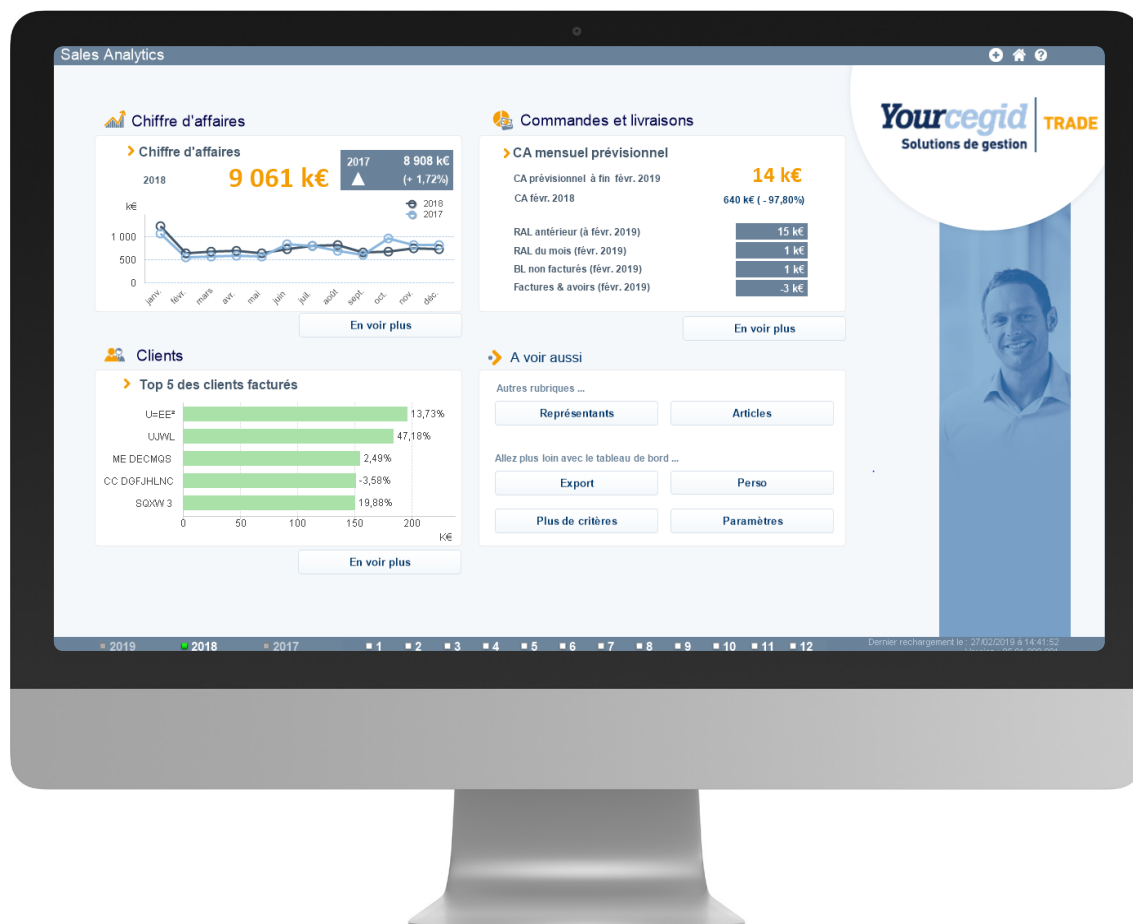 Sales Analytics
Yourcegid TRADE
Solutions de gestion
Chiffre d'affaires
Chiffre d'affaires
2018
9 061 k€
2017 8 908 k€
(+ 1,72%)
k€
2018
2017
1 000
500
0
janv. févr. mars avr. mai juin juil. août sept. oct. nov. déc.
En voir plus
Commandes et livraisons
CA mensuel prévisionnel
CA prévisionnel à fin févr. 2019 14 k€
CA févr. 2018 640 k€ ( - 97,80%)
RAL antérieur (à févr. 2019) 15 k€
RAL du mois (févr. 2019) 1 k€
BL non facturés (févr. 2019) 1 k€
Factures & avoirs (févr. 2019) -3 k€
En voir plus
Clients
Top 5 des clients facturés
U=EE² 13,73%
UJWL 47,18%
ME DECMQS 2,49%
CC DGFJHLNC -3,58%
SQXW 3 19,88%
0 50 100 150 200
K€
En voir plus
A voir aussi
Autres rubriques ...
Représentants Articles
Allez plus loin avec le tableau de bord ...
Export Perso
Plus de critères Paramètres
2019 2018 2017 1 2 3 4 5 6 7 8 9 10 11 12
Dernier rechargement le : 27/02/2019 à 14:41:52